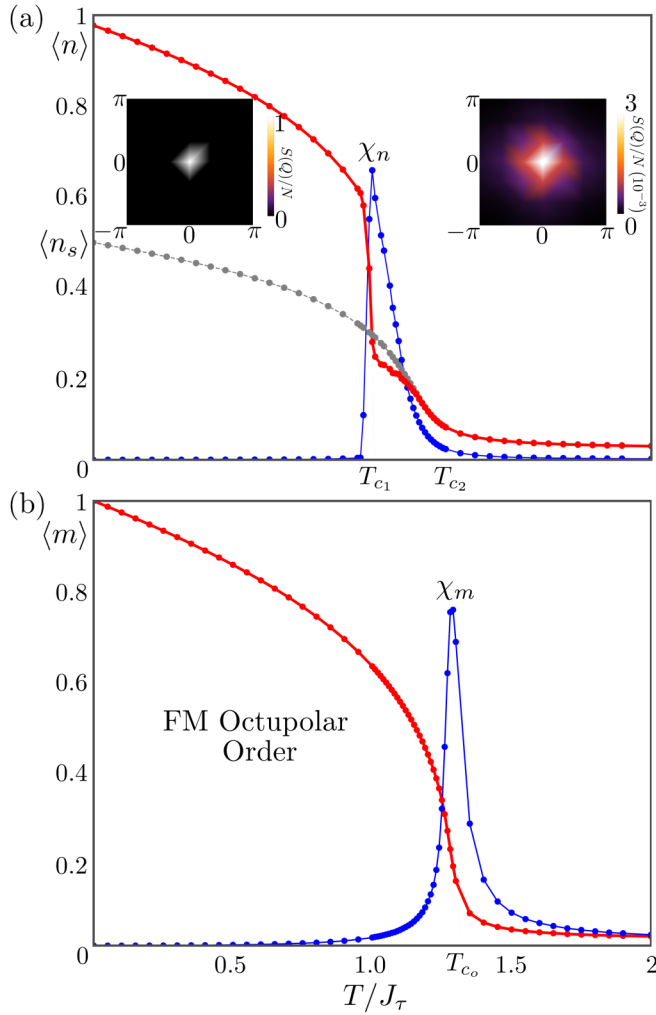 (a)
1
⟨n⟩
0.8
0.6
⟨n_s⟩
0.4
0.2
0
π
0
−π
0
π
1
S(Q)/N
0
χ_n
π
0
−π
0
π
3
S(Q)/N (10⁻³)
0
T_{c_1}
T_{c_2}
(b)
1
⟨m⟩
0.8
0.6
0.4
0.2
0
χ_m
FM Octupolar
Order
0.5
1.0
T_{c_o}
1.5
2
T/J_τ